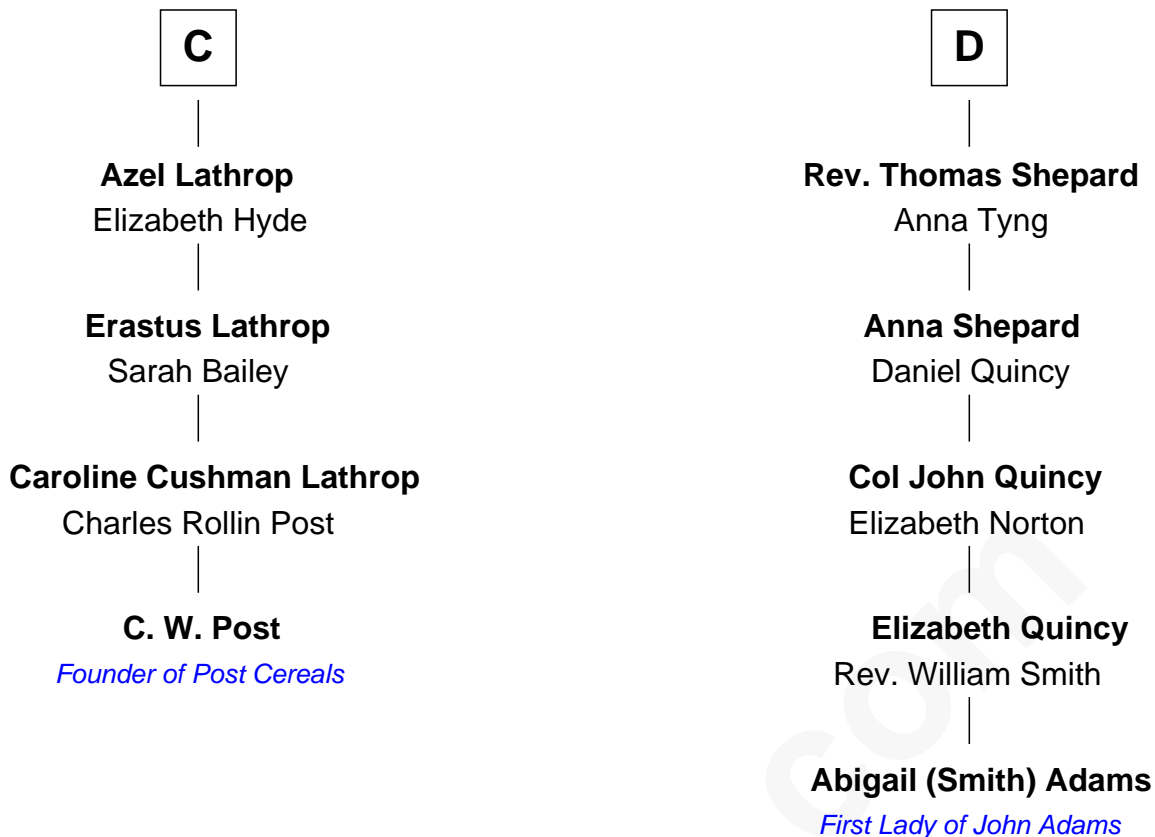 C
Azel Lathrop
Elizabeth Hyde
Erastus Lathrop
Sarah Bailey
Caroline Cushman Lathrop
Charles Rollin Post
C. W. Post
Founder of Post Cereals
D
Rev. Thomas Shepard
Anna Tyng
Anna Shepard
Daniel Quincy
Col John Quincy
Elizabeth Norton
Elizabeth Quincy
Rev. William Smith
Abigail (Smith) Adams
First Lady of John Adams
com